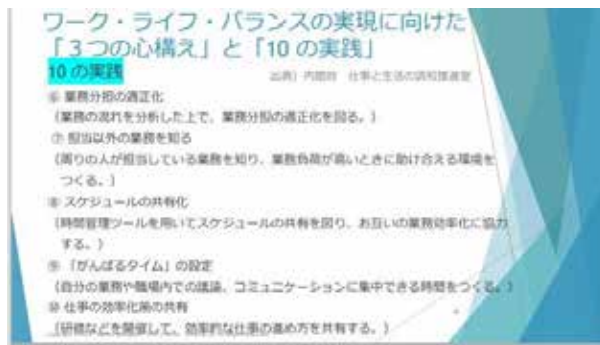 ワーク・ライフ・バランスの実現に向けた
「3つの心構え」と「10 の実践」
10 の実践
出典）内閣府 仕事と生活の調和推進室
⑥ 業務分担の適正化
（業務の流れを分析した上で、業務分担の適正化を図る。）
⑦ 担当以外の業務を知る
（周りの人が担当している業務を知り、業務負荷が高いときに助け合える環境を
つくる。）
⑧ スケジュールの共有化
（時間管理ツールを用いてスケジュールの共有を図り、お互いの業務効率化に協力
する。）
⑨ 「がんばるタイム」の設定
（自分の業務や職場内での議論、コミュニケーションに集中できる時間をつくる。）
⑩ 仕事の効率化策の共有
（研修などを開催して、効率的な仕事の進め方を共有する。）